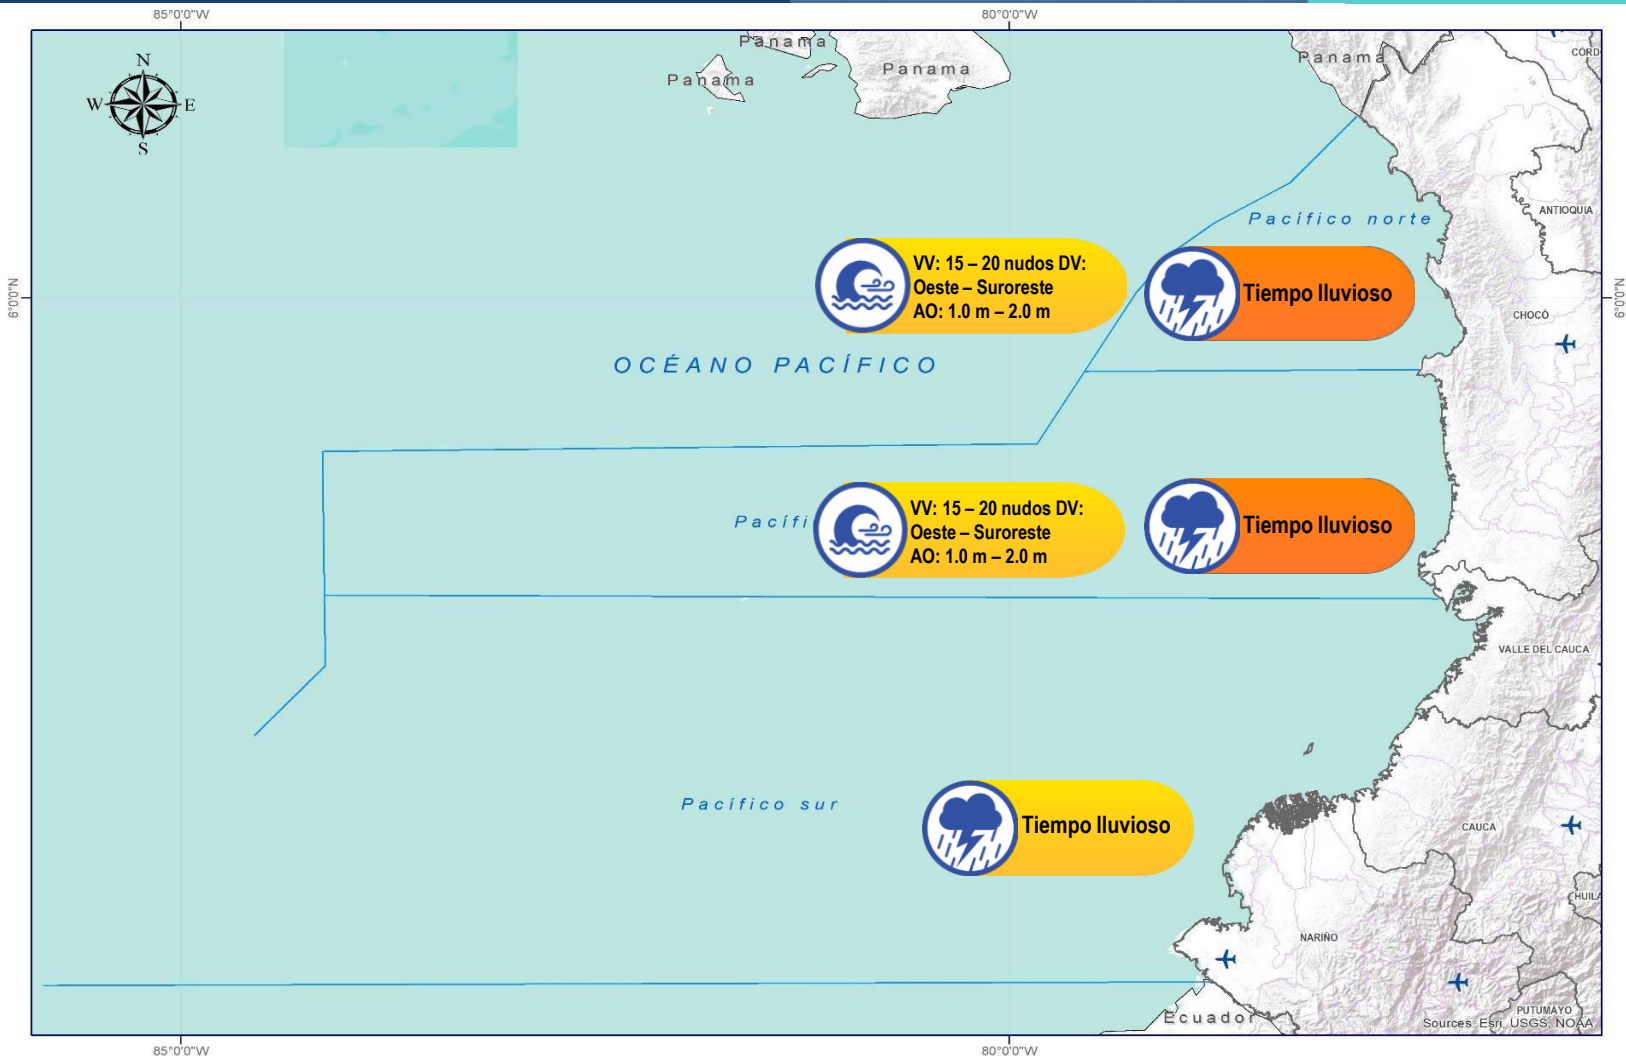 85°0'0"W
80°0'0"W
Panama
Panama
Panama
Panamá
N
W
E
S
ANTIOQUIA
Pacífico norte
6°0'0"N
6°0'0"N
VV: 15 – 20 nudos DV:
Oeste – Suroreste
AO: 1.0 m – 2.0 m
Tiempo lluvioso
CHOCÓ
OCÉANO PACÍFICO
Pacífi
VV: 15 – 20 nudos DV:
Oeste – Suroreste
AO: 1.0 m – 2.0 m
Tiempo lluvioso
VALLE DEL CAUCA
Pacífico sur
Tiempo lluvioso
CAUCA
HUILA
NARIÑO
PUTUMAYO
Ecuador
Sources: Esri, USGS, NOAA
85°0'0"W
80°0'0"W